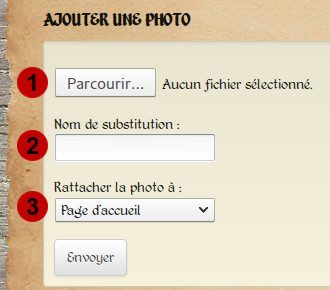 AJOUTER UNE PHOTO
1 Parcourir... Aucun fichier sélectionné.
Nom de substitution :
2
Rattacher la photo à :
3 Page d'accueil
Envoyer